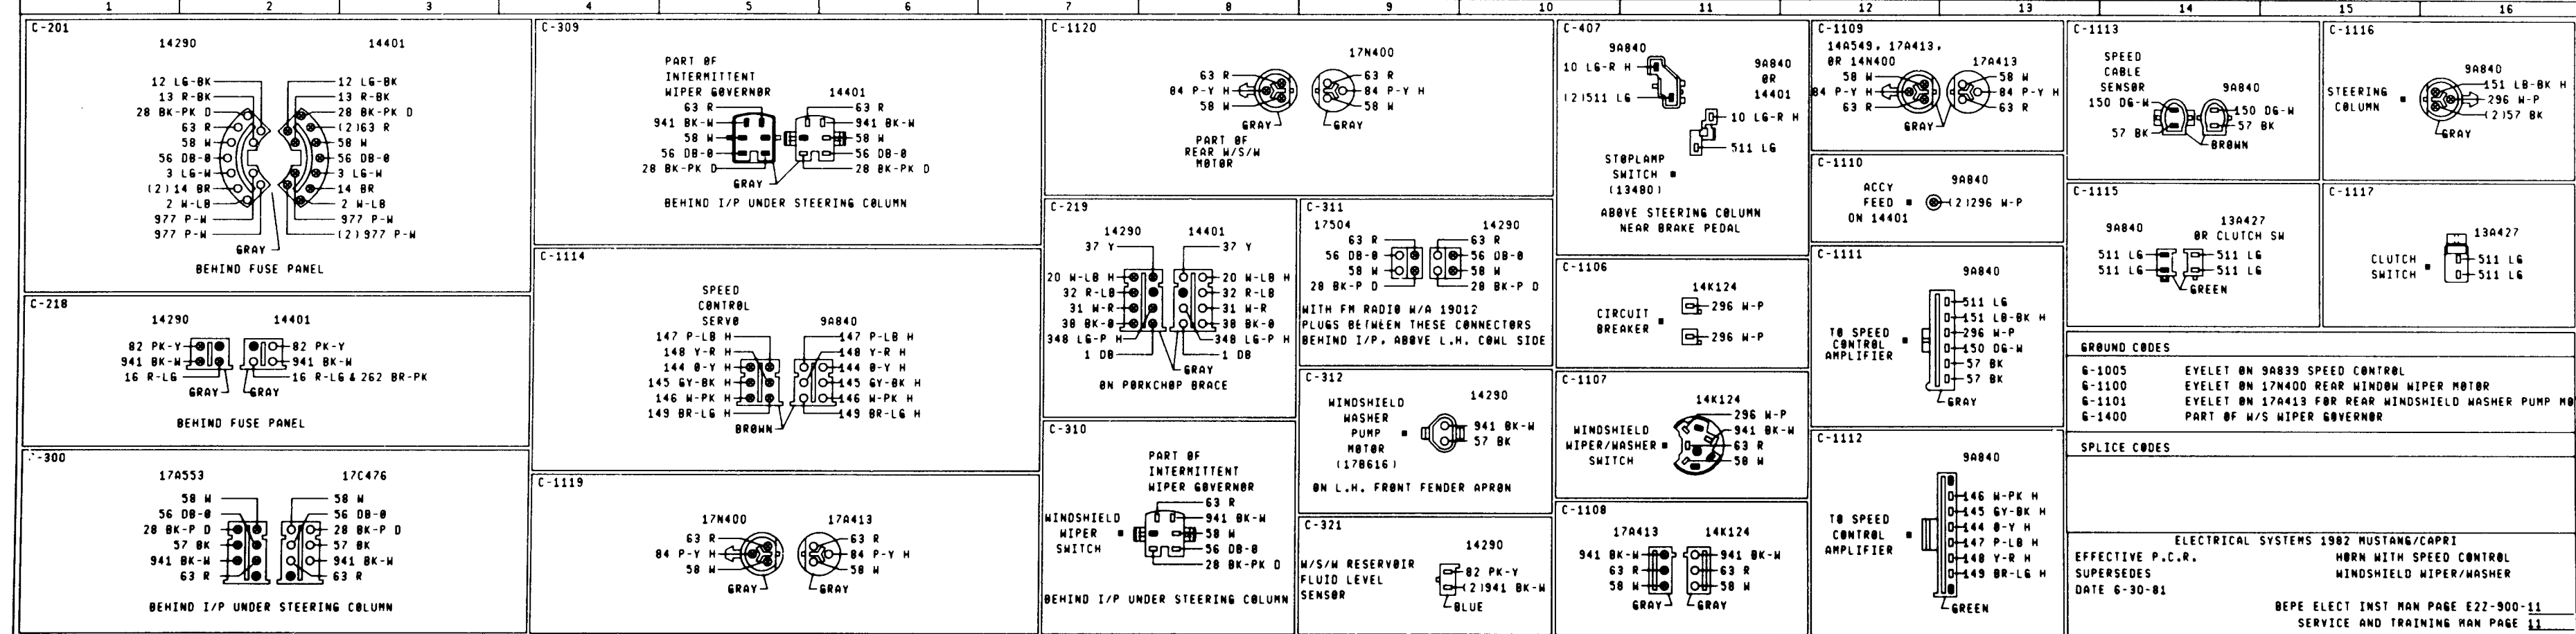 1 2 3 4 5 6 7 8 9 10 11 12 13 14 15 16
C-201
14290 14401
12 LG-BK 12 LG-BK
13 R-BK 13 R-BK
28 BK-PK D 28 BK-PK D
63 R (2)63 R
58 W 58 W
56 DB-O 56 DB-O
3 LG-W 3 LG-W
(2)14 BR 14 BR
2 W-LB 2 W-LB
977 P-W 977 P-W
977 P-W (2)977 P-W
GRAY
BEHIND FUSE PANEL
C-218
14290 14401
82 PK-Y 82 PK-Y
941 BK-W 941 BK-W
16 R-LG 16 R-LG & 262 BR-PK
GRAY GRAY
BEHIND FUSE PANEL
-300
17A553 17C476
58 W 58 W
56 DB-O 56 DB-O
28 BK-P D 28 BK-P D
57 BK 57 BK
941 BK-W 941 BK-W
63 R 63 R
BEHIND I/P UNDER STEERING COLUMN
C-309
PART OF
INTERMITTENT
WIPER GOVERNOR 14401
63 R 63 R
941 BK-W 941 BK-W
58 W 58 W
56 DB-O 56 DB-O
28 BK-PK D 28 BK-PK D
GRAY
BEHIND I/P UNDER STEERING COLUMN
C-1114
SPEED
CONTROL
SERVO 9A840
147 P-LB H 147 P-LB H
148 Y-R H 148 Y-R H
144 O-Y H 144 O-Y H
145 GY-BK H 145 GY-BK H
146 W-PK H 146 W-PK H
149 BR-LG H 149 BR-LG H
BROWN
C-1119
17N400 17A413
63 R 63 R
84 P-Y H 84 P-Y H
58 W 58 W
GRAY GRAY
C-1120
17N400
63 R 63 R
84 P-Y H 84 P-Y H
58 W 58 W
GRAY GRAY
PART OF
REAR W/S/W
MOTOR
C-219
14290 14401
37 Y 37 Y
20 W-LB H 20 W-LB H
32 R-LB 32 R-LB
31 W-R 31 W-R
38 BK-O 38 BK-O
348 LG-P H 348 LG-P H
1 DB 1 DB
GRAY
ON PORKCHOP BRACE
C-310
PART OF
INTERMITTENT
WIPER GOVERNOR
63 R
WINDSHIELD 941 BK-W
WIPER 58 W
SWITCH 56 DB-O
28 BK-PK D
BEHIND I/P UNDER STEERING COLUMN
C-311
17504 14290
63 R 63 R
56 DB-O 56 DB-O
58 W 58 W
28 BK-P D 28 BK-P D
WITH FM RADIO W/A 19012
PLUGS BETWEEN THESE CONNECTORS
BEHIND I/P, ABOVE L.H. COWL SIDE
C-312
WINDSHIELD 14290
WASHER 941 BK-W
PUMP 57 BK
MOTOR
(17B616)
ON L.H. FRONT FENDER APRON
C-321
14290
W/S/W RESERVOIR 82 PK-Y
FLUID LEVEL (2)941 BK-W
SENSOR
BLUE
C-407
9A840
10 LG-R H 9A840
OR
(2)511 LG 14401
10 LG-R H
511 LG
STOPLAMP
SWITCH
(13480)
ABOVE STEERING COLUMN
NEAR BRAKE PEDAL
C-1106
14K124
CIRCUIT 296 W-P
BREAKER
296 W-P
C-1107
14K124
296 W-P
WINDSHIELD 941 BK-W
WIPER/WASHER 63 R
SWITCH 58 W
C-1108
17A413 14K124
941 BK-W 941 BK-W
63 R 63 R
58 W 58 W
GRAY GRAY
C-1109
14A549, 17A413,
OR 14N400 17A413
58 W 58 W
84 P-Y H 84 P-Y H
63 R 63 R
GRAY
C-1110
ACCY 9A840
FEED (2)296 W-P
ON 14401
C-1111
9A840
511 LG
151 LB-BK H
TO SPEED 296 W-P
CONTROL 150 DG-W
AMPLIFIER 57 BK
57 BK
GRAY
C-1112
9A840
146 W-PK H
145 GY-BK H
TO SPEED 144 O-Y H
CONTROL 147 P-LB H
AMPLIFIER 148 Y-R H
149 BR-LG H
GREEN
C-1113
SPEED
CABLE
SENSOR 9A840
150 DG-W 150 DG-W
57 BK 57 BK
BROWN
C-1115
9A840 13A427
OR CLUTCH SW
511 LG 511 LG
511 LG 511 LG
GREEN
C-1116
9A840
STEERING 151 LB-BK H
COLUMN 296 W-P
(2)57 BK
GRAY
C-1117
13A427
CLUTCH 511 LG
SWITCH 511 LG
GROUND CODES
G-1005 EYELET ON 9A839 SPEED CONTROL
G-1100 EYELET ON 17N400 REAR WINDOW WIPER MOTOR
G-1101 EYELET ON 17A413 FOR REAR WINDSHIELD WASHER PUMP MO
G-1400 PART OF W/S WIPER GOVERNOR
SPLICE CODES
ELECTRICAL SYSTEMS 1982 MUSTANG/CAPRI
EFFECTIVE P.C.R. HORN WITH SPEED CONTROL
SUPERSEDES WINDSHIELD WIPER/WASHER
DATE 6-30-81
BEPE ELECT INST MAN PAGE E22-900-11
SERVICE AND TRAINING MAN PAGE 11